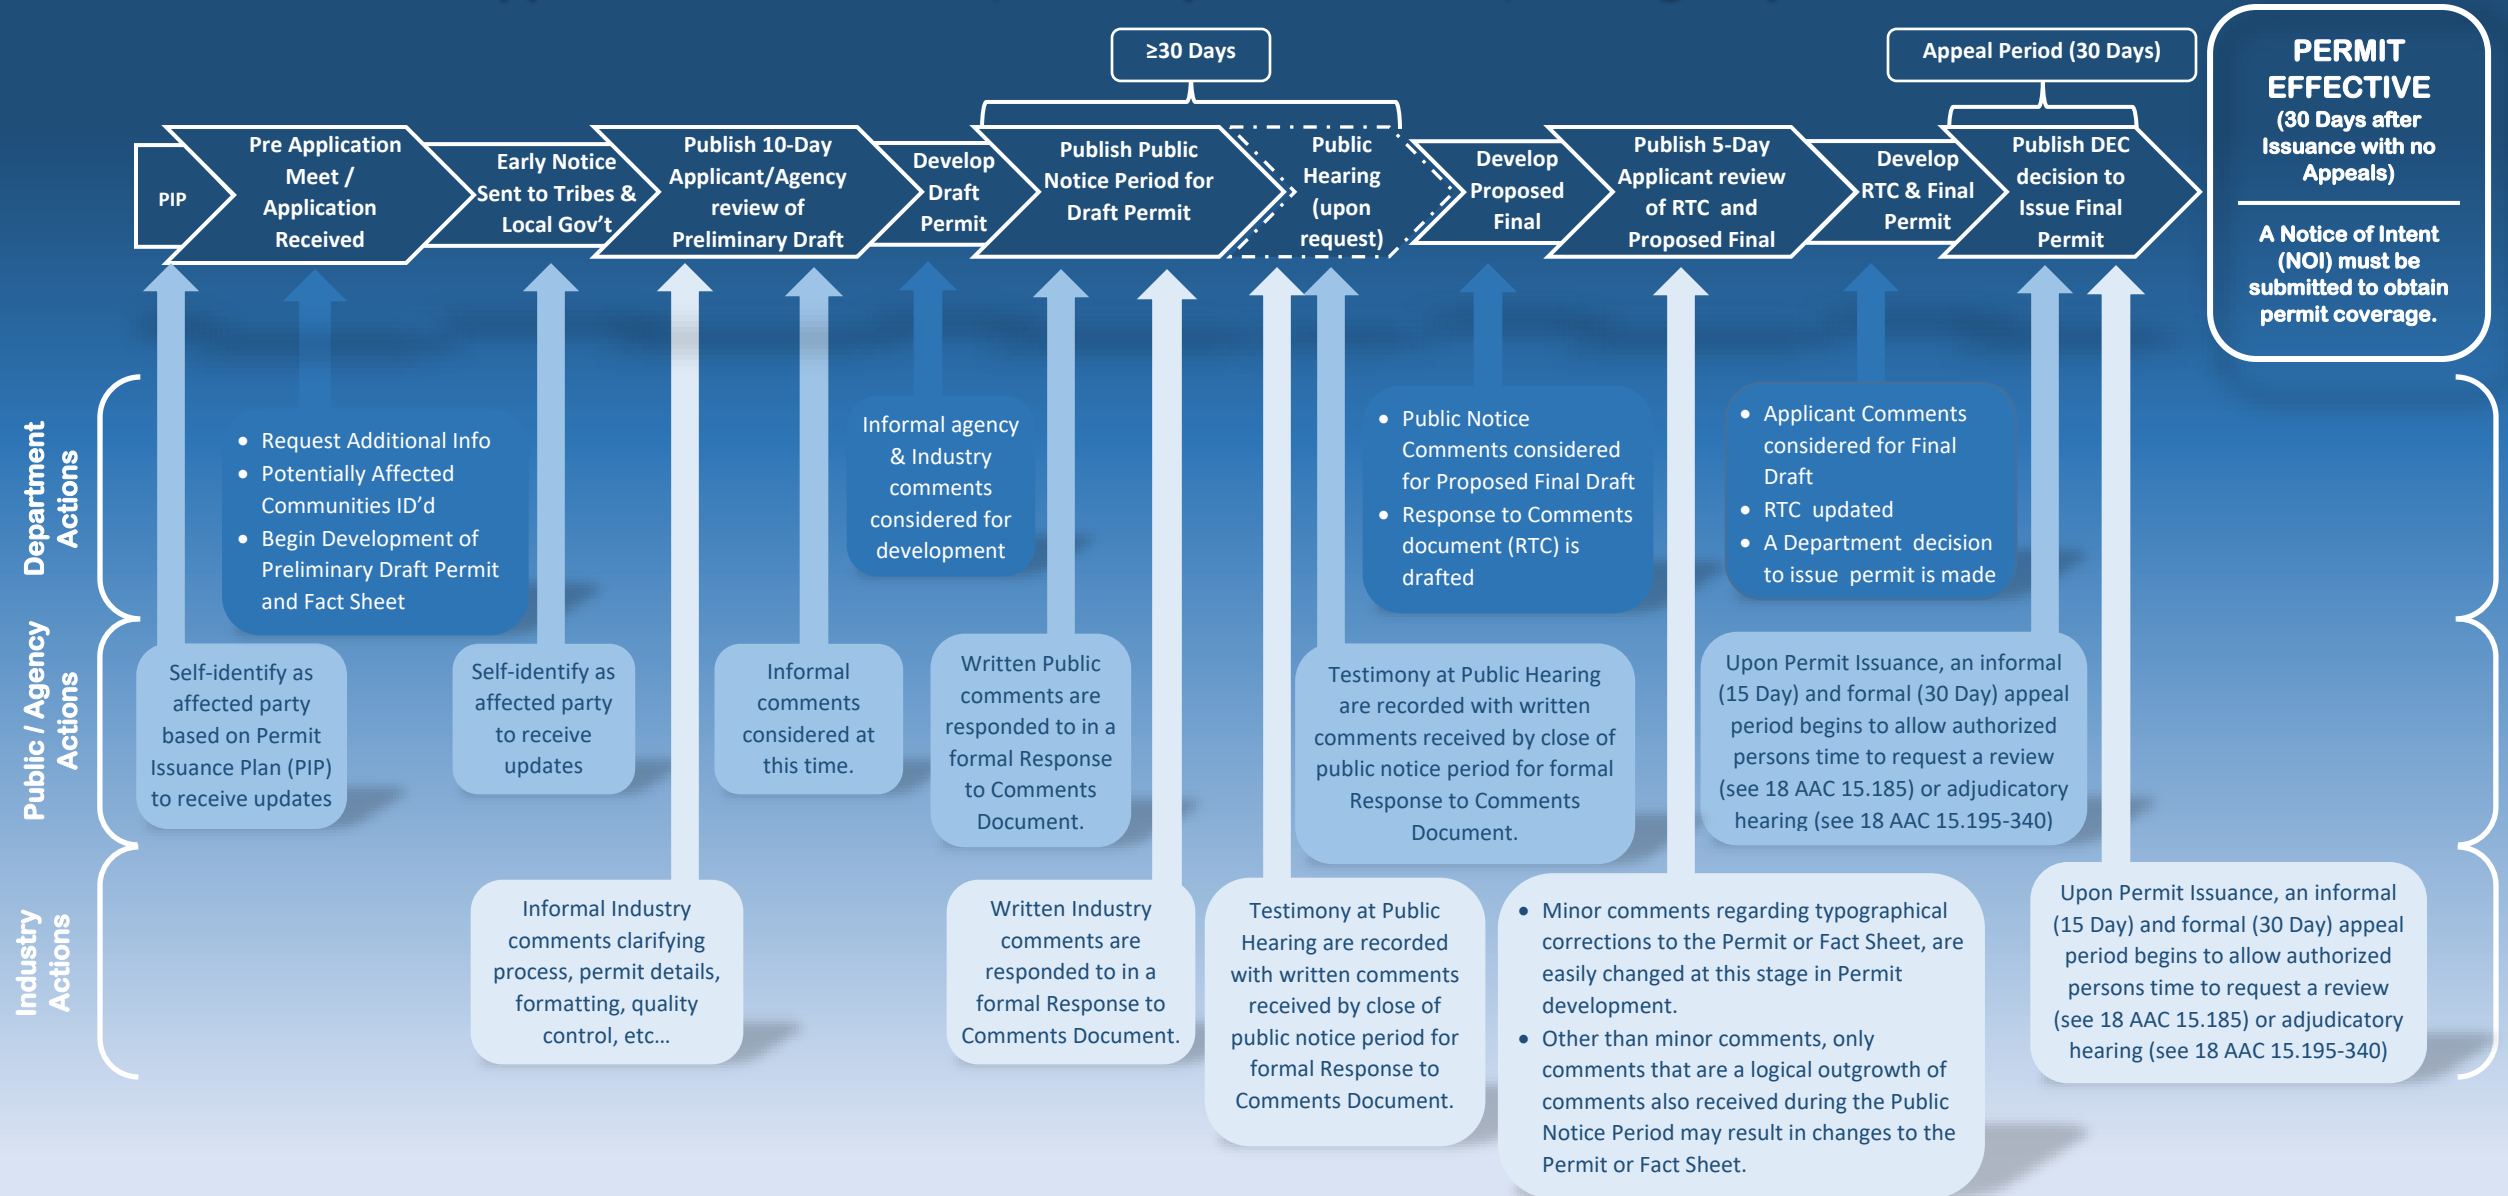 ≥30 Days
Appeal Period (30 Days)
PERMIT
EFFECTIVE
(30 Days after
Issuance with no
Appeals)
A Notice of Intent
(NOI) must be
submitted to obtain
permit coverage.
PIP
Pre Application
Meet /
Application
Received
Early Notice
Sent to Tribes &
Local Gov't
Publish 10-Day
Applicant/Agency
review of
Preliminary Draft
Develop
Draft
Permit
Publish Public
Notice Period for
Draft Permit
Public
Hearing
(upon
request)
Develop
Proposed
Final
Publish 5-Day
Applicant review
of RTC and
Proposed Final
Develop
RTC & Final
Permit
Publish DEC
decision to
Issue Final
Permit
Department
Actions
• Request Additional Info
• Potentially Affected
Communities ID'd
• Begin Development of
Preliminary Draft Permit
and Fact Sheet
Informal agency
& Industry
comments
considered for
development
• Public Notice
Comments considered
for Proposed Final Draft
• Response to Comments
document (RTC) is
drafted
• Applicant Comments
considered for Final
Draft
• RTC updated
• A Department decision
to issue permit is made
Public / Agency
Actions
Self-identify as
affected party
based on Permit
Issuance Plan (PIP)
to receive updates
Self-identify as
affected party
to receive
updates
Informal
comments
considered at
this time.
Written Public
comments are
responded to in a
formal Response
to Comments
Document.
Testimony at Public Hearing
are recorded with written
comments received by close of
public notice period for formal
Response to Comments
Document.
Upon Permit Issuance, an informal
(15 Day) and formal (30 Day) appeal
period begins to allow authorized
persons time to request a review
(see 18 AAC 15.185) or adjudicatory
hearing (see 18 AAC 15.195-340)
Industry
Actions
Informal Industry
comments clarifying
process, permit details,
formatting, quality
control, etc...
Written Industry
comments are
responded to in a
formal Response to
Comments Document.
Testimony at Public
Hearing are recorded
with written comments
received by close of
public notice period for
formal Response to
Comments Document.
• Minor comments regarding typographical
corrections to the Permit or Fact Sheet, are
easily changed at this stage in Permit
development.
• Other than minor comments, only
comments that are a logical outgrowth of
comments also received during the Public
Notice Period may result in changes to the
Permit or Fact Sheet.
Upon Permit Issuance, an informal
(15 Day) and formal (30 Day) appeal
period begins to allow authorized
persons time to request a review
(see 18 AAC 15.185) or adjudicatory
hearing (see 18 AAC 15.195-340)